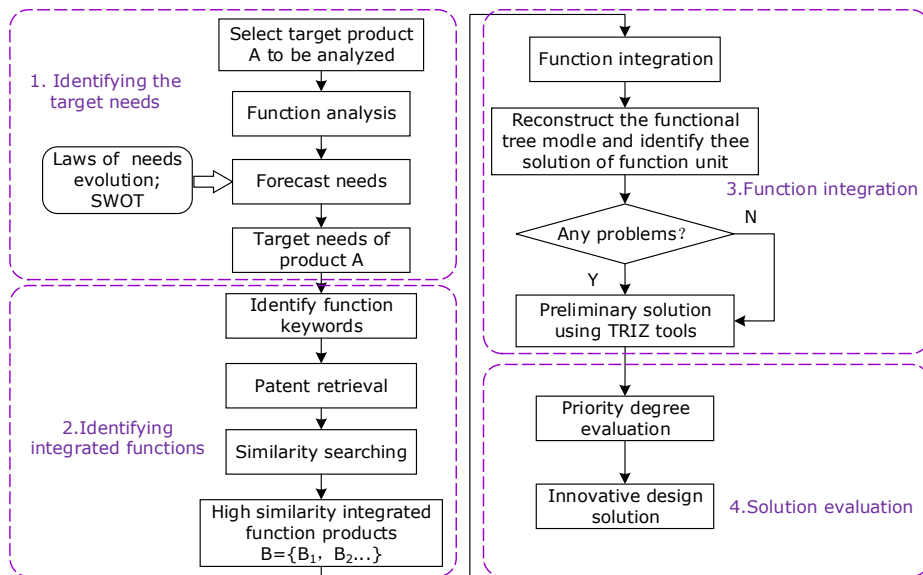 Select target product
A to be analyzed
1. Identifying the
target needs
Function analysis
Laws of needs
evolution;
SWOT
Forecast needs
Target needs of
product A
Identify function
keywords
Patent retrieval
2.Identifying
integrated functions
Similarity searching
High similarity integrated
function products
B={B₁, B₂...}
Function integration
Reconstruct the functional
tree modle and identify thee
solution of function unit
3.Function integration
Any problems?
N
Y
Preliminary solution
using TRIZ tools
Priority degree
evaluation
Innovative design
solution
4.Solution evaluation